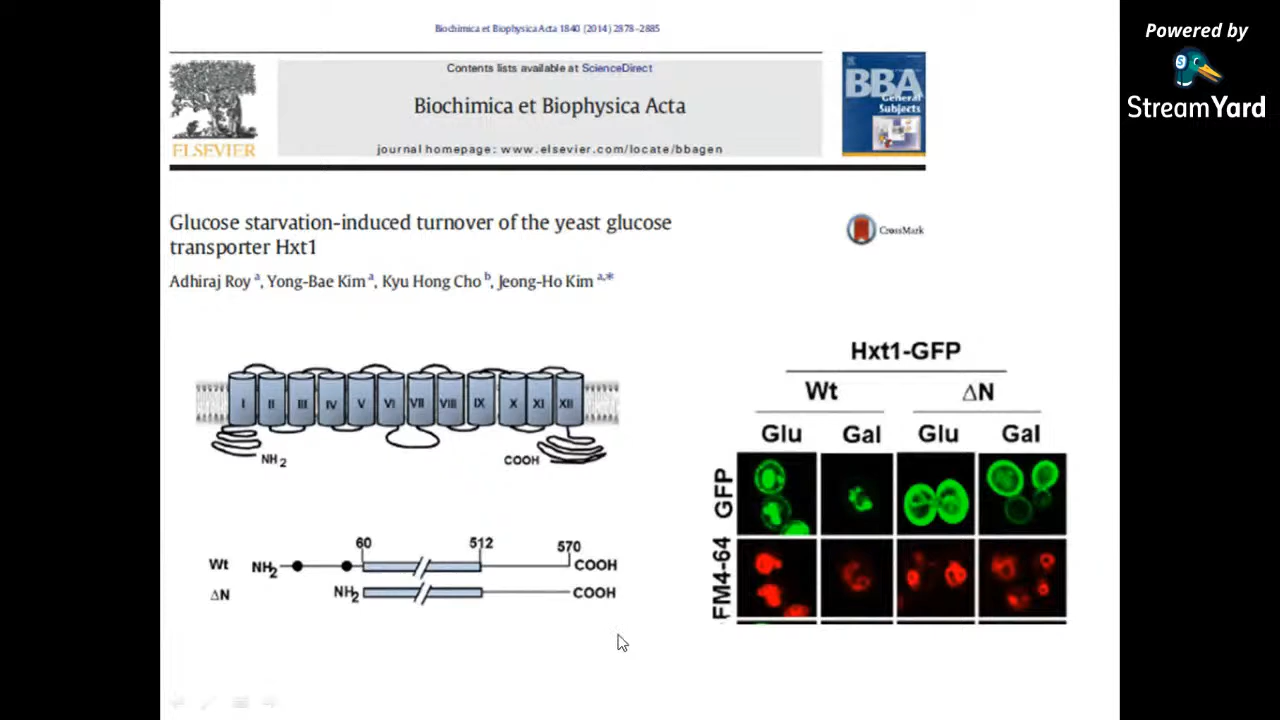 Biochimica et Biophysica Acta 1840 (2014) 2878–2885
Powered by
StreamYard
Contents lists available at ScienceDirect
Biochimica et Biophysica Acta
journal homepage: www.elsevier.com/locate/bbagen
ELSEVIER
BBA
General
Subjects
Glucose starvation-induced turnover of the yeast glucose
transporter Hxt1
CrossMark
Adhiraj Roy a, Yong-Bae Kim a, Kyu Hong Cho b, Jeong-Ho Kim a,*
I II III IV V VI VII VIII IX X XI XII
NH2
COOH
60 512 570
Wt NH2 COOH
ΔN NH2 COOH
Hxt1-GFP
Wt ΔN
Glu Gal Glu Gal
GFP
FM4-64